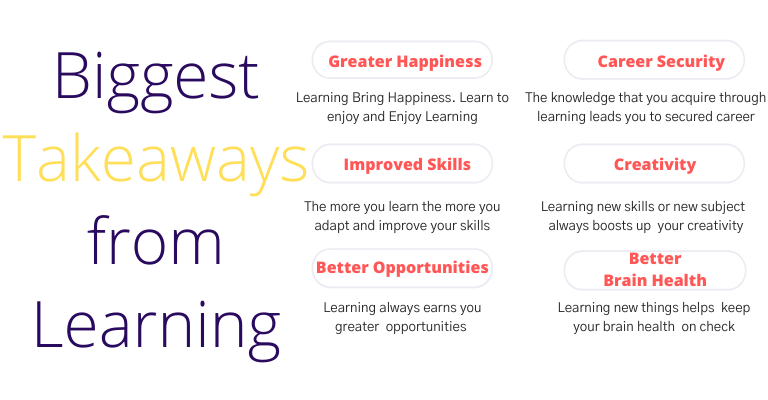 Biggest
Takeaways
from
Learning
Greater Happiness
Learning Bring Happiness. Learn to
enjoy and Enjoy Learning
Improved Skills
The more you learn the more you
adapt and improve your skills
Better Opportunities
Learning always earns you
greater opportunities
Career Security
The knowledge that you acquire through
learning leads you to secured career
Creativity
Learning new skills or new subject
always boosts up your creativity
Better
Brain Health
Learning new things helps keep
your brain health on check